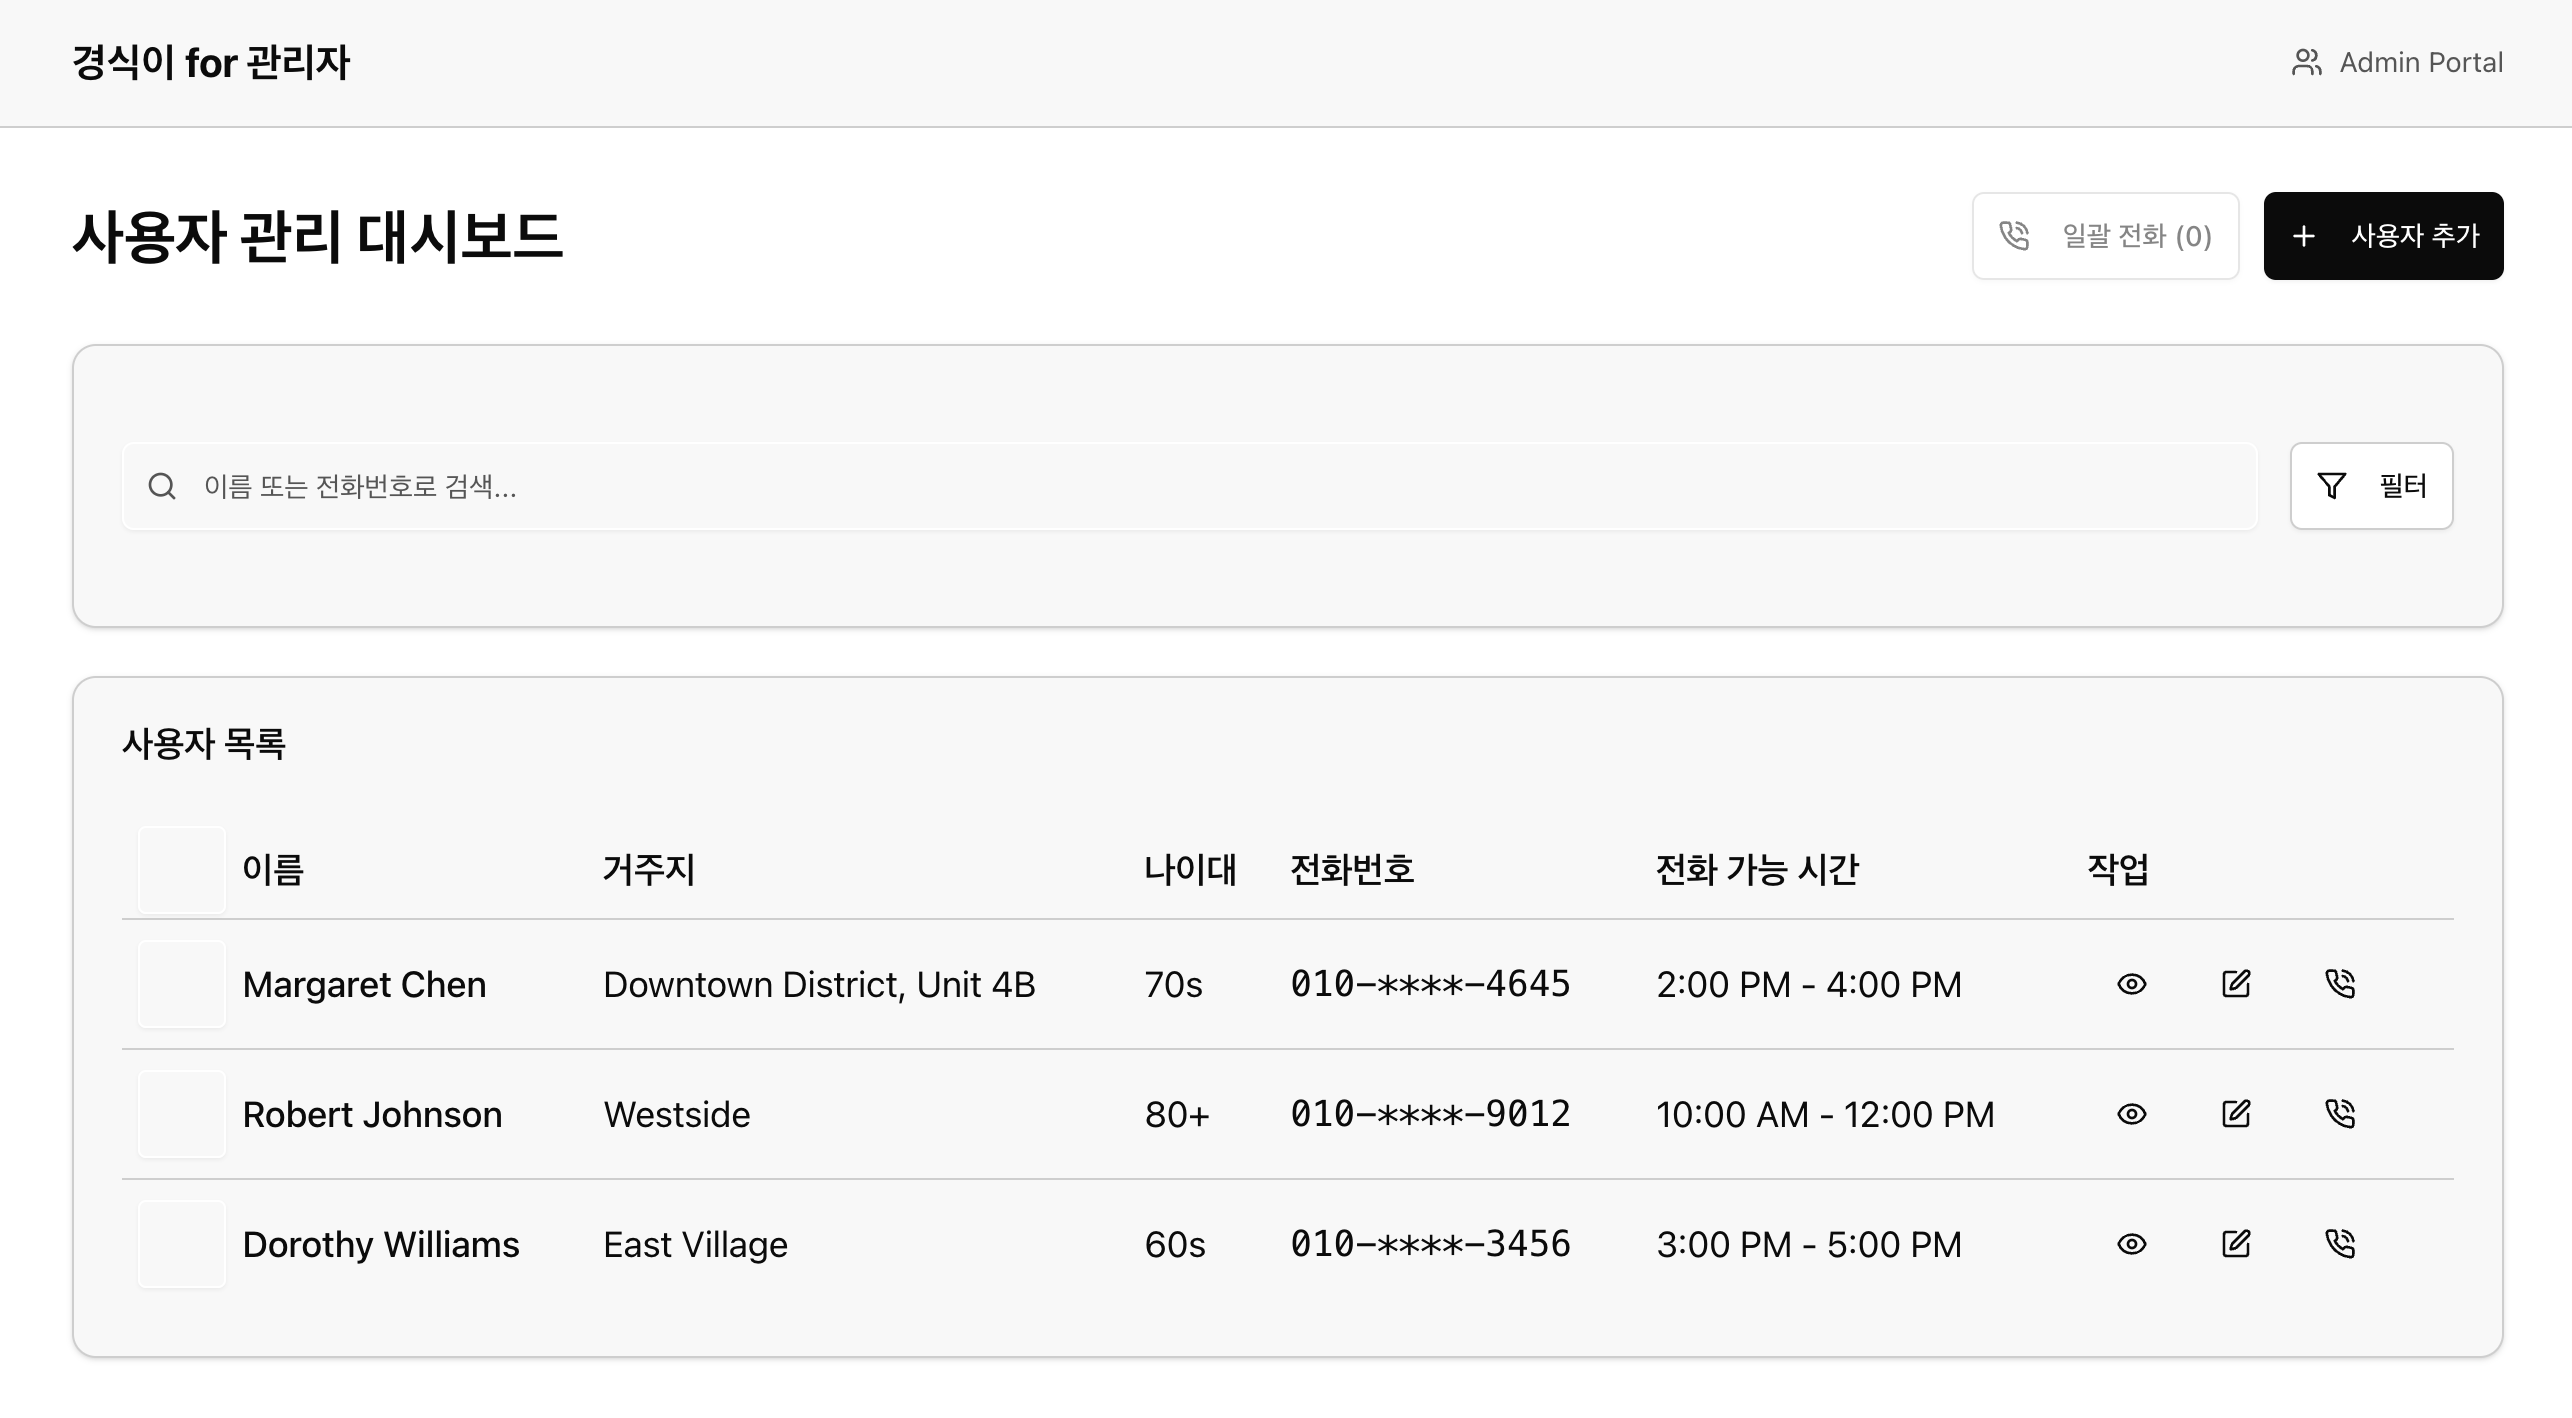 경식이 for 관리자
Admin Portal
사용자 관리 대시보드
일괄 전화 (0)
사용자 추가
이름 또는 전화번호로 검색...
필터
사용자 목록
이름 거주지 나이대 전화번호 전화 가능 시간 작업
Margaret Chen Downtown District, Unit 4B 70s 010-****-4645 2:00 PM - 4:00 PM
Robert Johnson Westside 80+ 010-****-9012 10:00 AM - 12:00 PM
Dorothy Williams East Village 60s 010-****-3456 3:00 PM - 5:00 PM